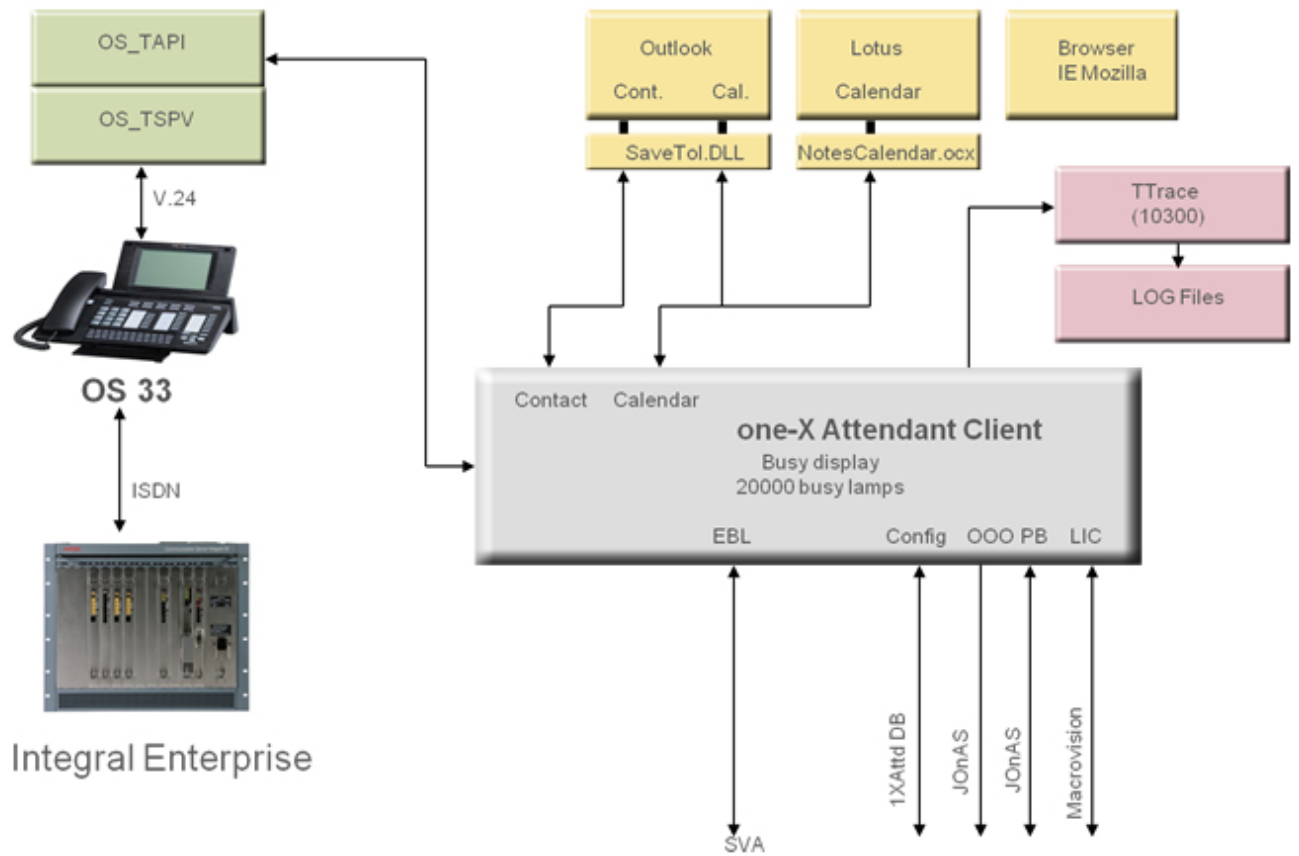 OS_TAPI
OS_TSPV
V.24
OS 33
ISDN
Integral Enterprise
Outlook
Cont. Cal.
SaveTol.DLL
Lotus
Calendar
NotesCalendar.ocx
Browser
IE Mozilla
TTrace
(10300)
LOG Files
Contact Calendar
one-X Attendant Client
Busy display
20000 busy lamps
EBL Config OOO PB LIC
1XAttd DB
JOnAS
JOnAS
Macrovision
SVA